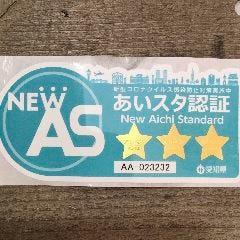 NEW
AS
新型コロナウイルス感染防止対策実施中
あいスタ認証
New Aichi Standard
AA-023232
愛知県